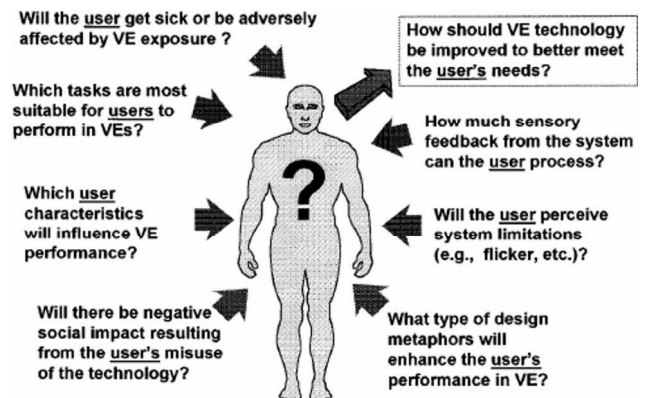 Will the user get sick or be adversely
affected by VE exposure ?
How should VE technology
be improved to better meet
the user's needs?
Which tasks are most
suitable for users to
perform in VEs?
How much sensory
feedback from the system
can the user process?
?
Which user
characteristics
will influence VE
performance?
Will the user perceive
system limitations
(e.g., flicker, etc.)?
Will there be negative
social impact resulting
from the user's misuse
of the technology?
What type of design
metaphors will
enhance the user's
performance in VE?